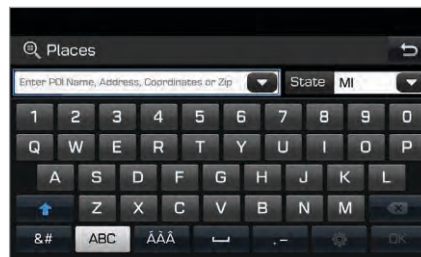 Places
Enter POI Name, Address, Coordinates or Zip State MI
1 2 3 4 5 6 7 8 9 0
Q W E R T Y U I O P
A S D F G H J K L
Z X C V B N M
&# ABC ÁÀÂ .- OK